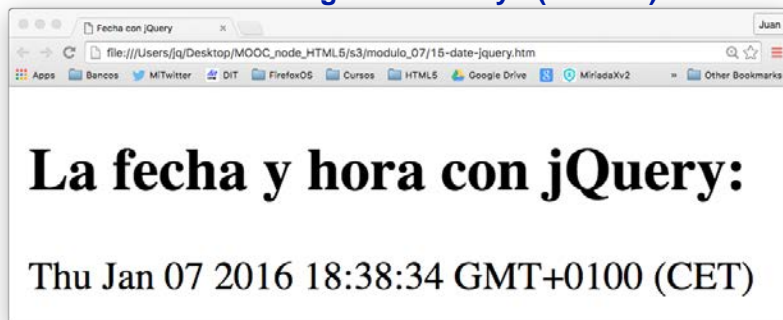 Fecha con jQuery
Juan
file:///Users/jq/Desktop/MOOC_node_HTML5/s3/modulo_07/15-date-jquery.htm
Apps Bancos MiTwitter DIT FirefoxOS Cursos HTML5 Google Drive MiriadaXv2 » Other Bookmarks
La fecha y hora con jQuery:
Thu Jan 07 2016 18:38:34 GMT+0100 (CET)